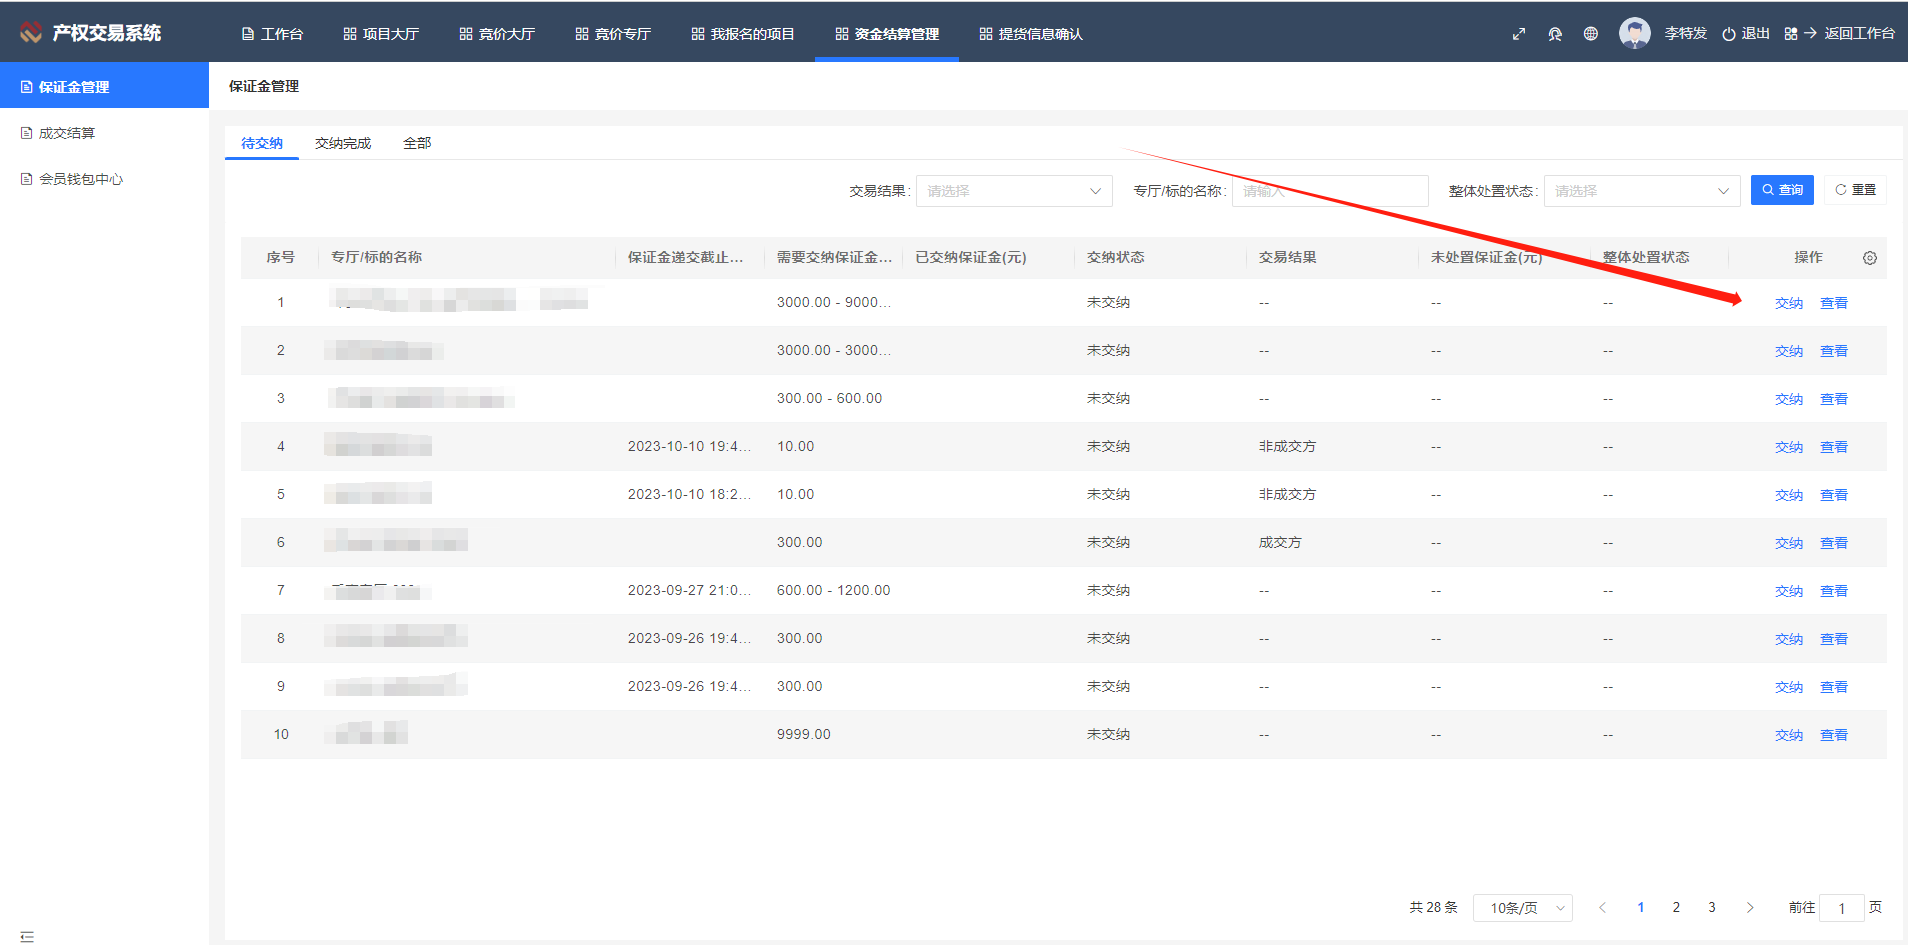 产权交易系统 工作台 项目大厅 竞价大厅 竞价专厅 我报名的项目 资金结算管理 提货信息确认 李特发 退出 返回工作台
保证金管理
成交结算
会员钱包中心
保证金管理
待交纳 交纳完成 全部
交易结果: 请选择 专厅/标的名称: 请输入 整体处置状态: 请选择 查询 重置
序号 专厅/标的名称 保证金递交截止... 需要交纳保证金... 已交纳保证金(元) 交纳状态 交易结果 未处置保证金(元) 整体处置状态 操作
1 3000.00 - 9000... 未交纳 -- -- -- 交纳 查看
2 3000.00 - 3000... 未交纳 -- -- -- 交纳 查看
3 300.00 - 600.00 未交纳 -- -- -- 交纳 查看
4 2023-10-10 19:4... 10.00 未交纳 非成交方 -- -- 交纳 查看
5 2023-10-10 18:2... 10.00 未交纳 非成交方 -- -- 交纳 查看
6 300.00 未交纳 成交方 -- -- 交纳 查看
7 2023-09-27 21:0... 600.00 - 1200.00 未交纳 -- -- -- 交纳 查看
8 2023-09-26 19:4... 300.00 未交纳 -- -- -- 交纳 查看
9 2023-09-26 19:4... 300.00 未交纳 -- -- -- 交纳 查看
10 9999.00 未交纳 -- -- -- 交纳 查看
共 28 条 10条/页 1 2 3 前往 1 页